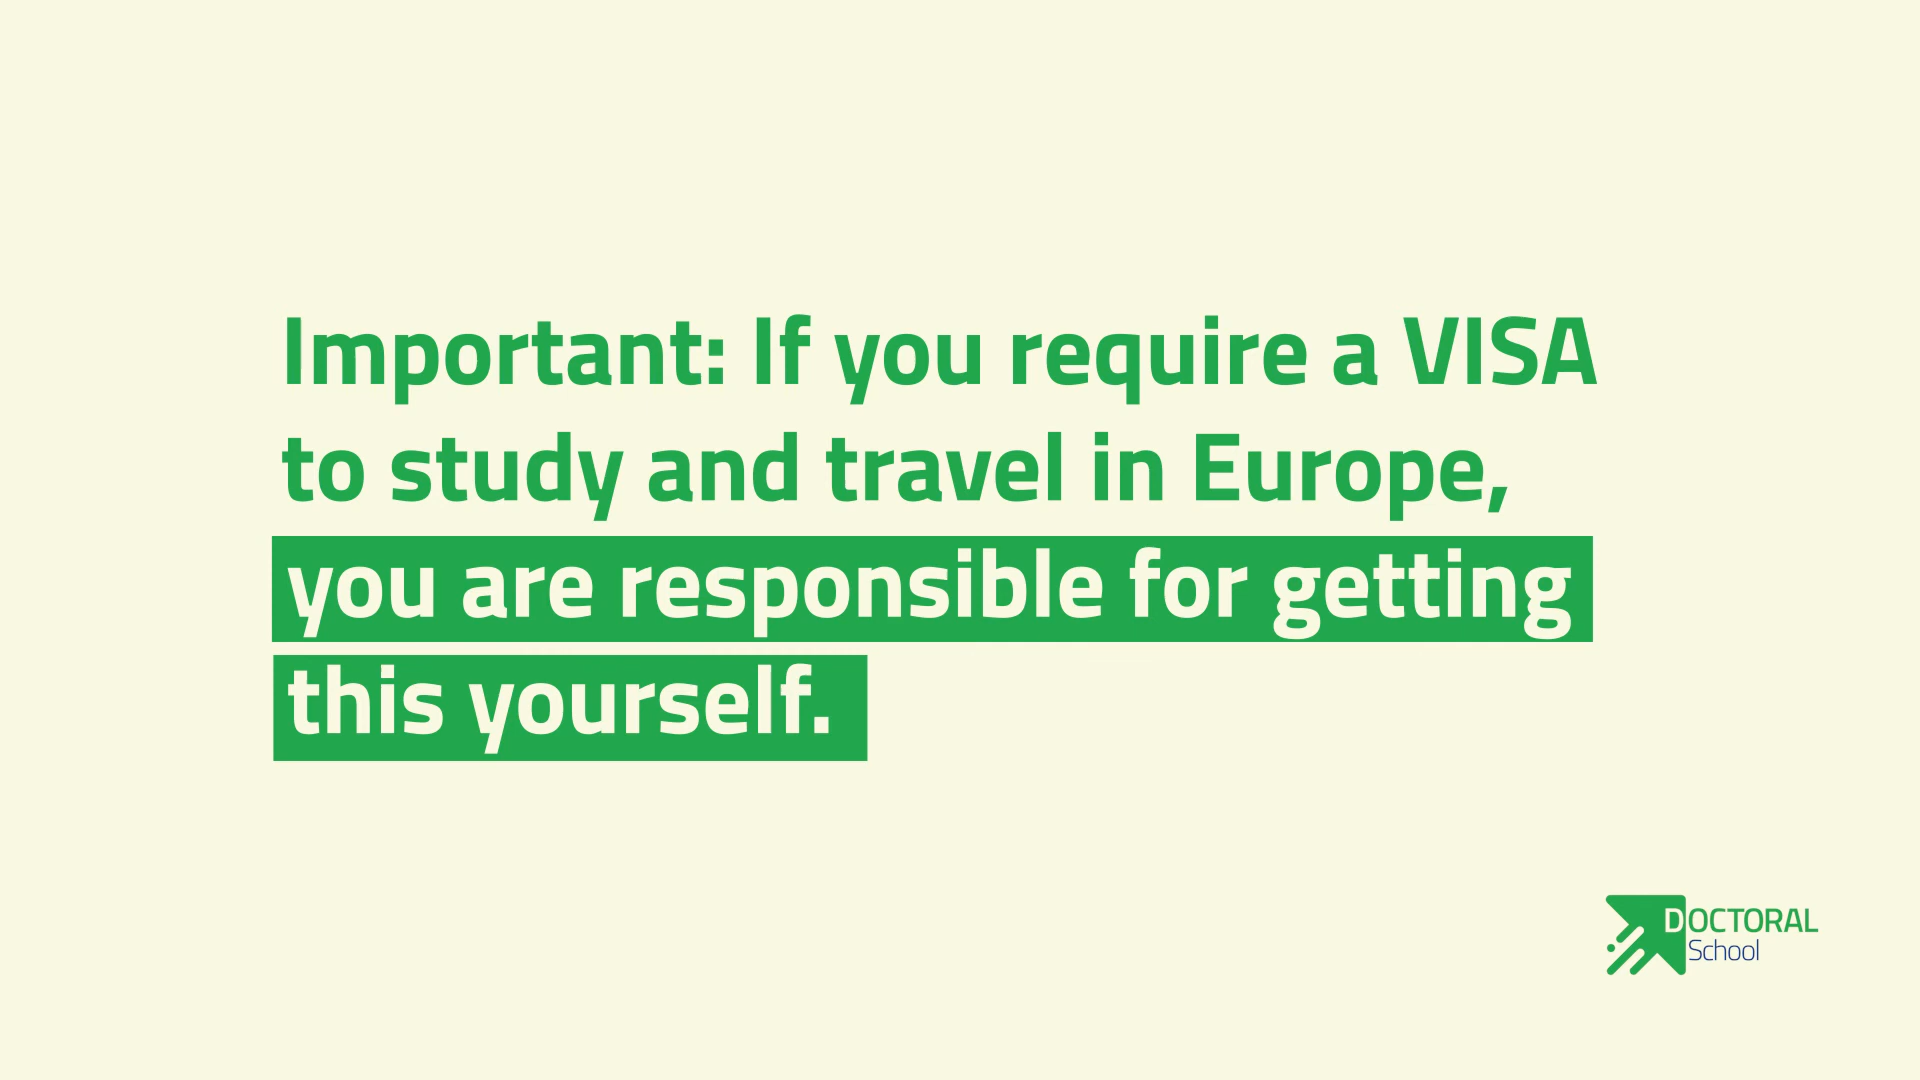 Important: If you require a VISA
to study and travel in Europe,
you are responsible for getting
this yourself.
DOCTORAL
School